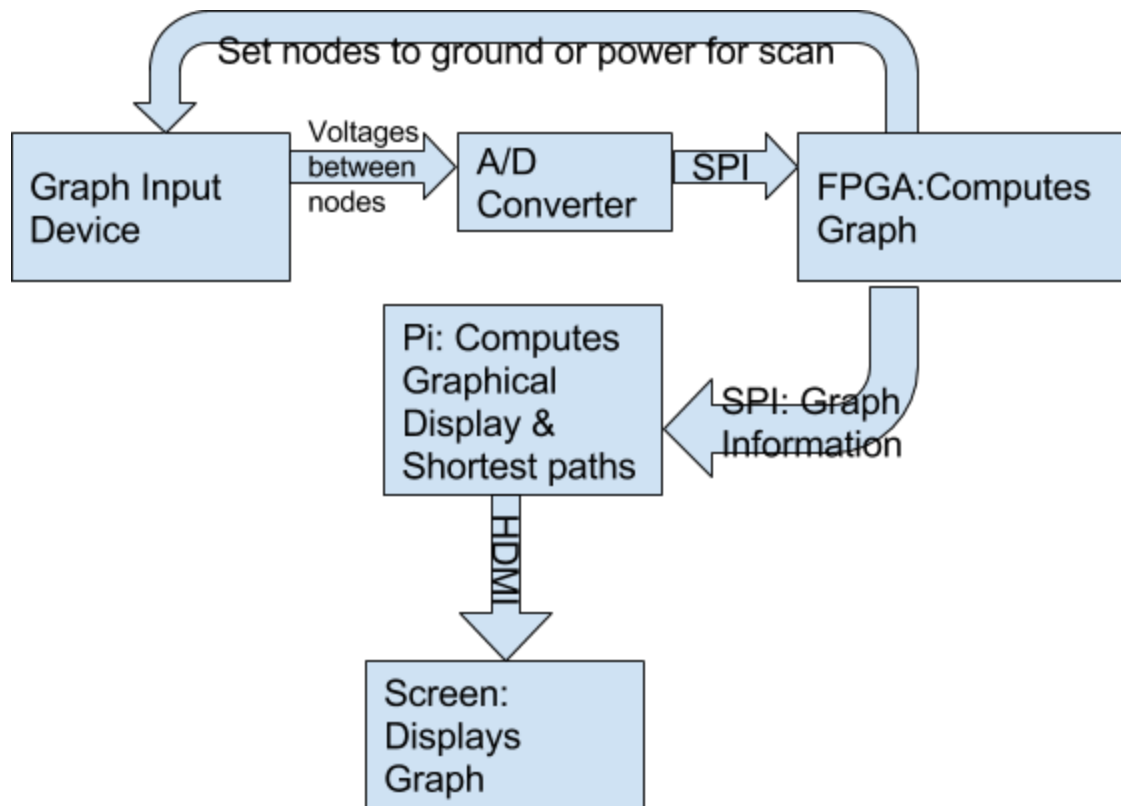 Set nodes to ground or power for scan
Graph Input
Device
Voltages
between
nodes
A/D
Converter
SPI
FPGA:Computes
Graph
Pi: Computes
Graphical
Display &
Shortest paths
SPI: Graph
Information
HDMI
Screen:
Displays
Graph